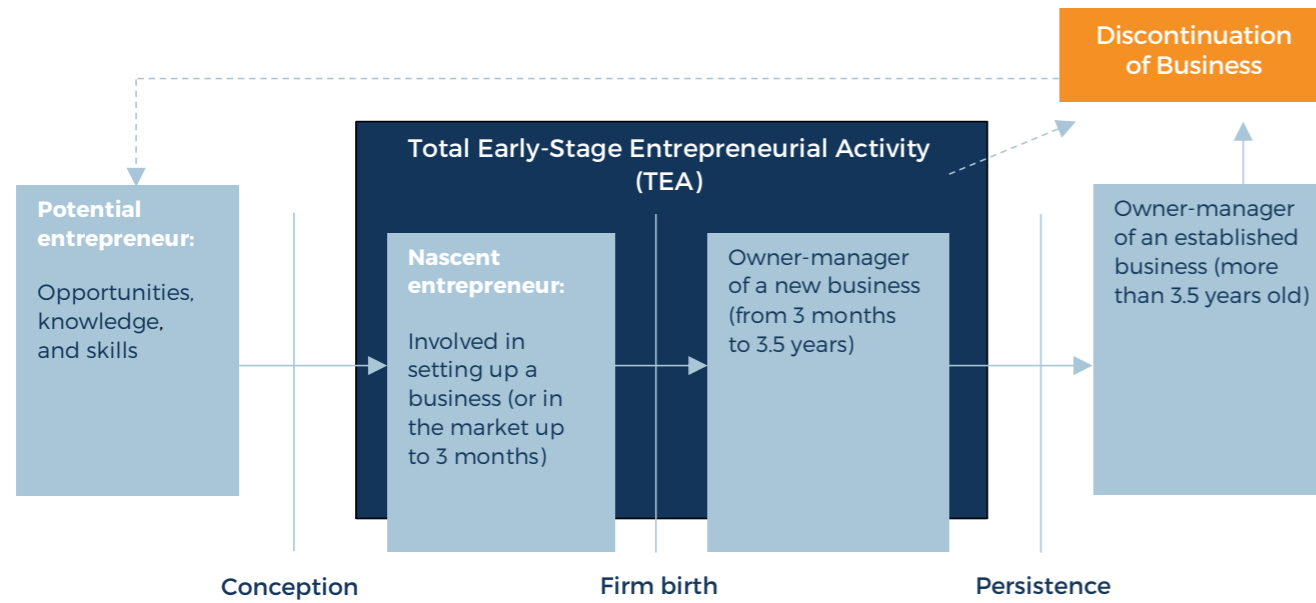 Discontinuation
of Business
Total Early-Stage Entrepreneurial Activity
(TEA)
Potential
entrepreneur:
Opportunities,
knowledge,
and skills
Nascent
entrepreneur:
Involved in
setting up a
business (or in
the market up
to 3 months)
Owner-manager
of a new business
(from 3 months
to 3.5 years)
Owner-manager
of an established
business (more
than 3.5 years old)
Conception
Firm birth
Persistence